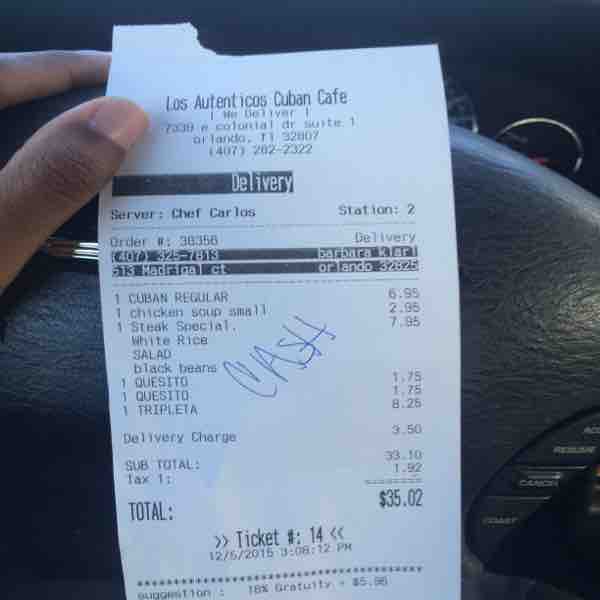 Los Autenticos Cuban Cafe
| We Deliver |
7339 e colonial dr suite 1
orlando, fl 32807
(407) 282-2322
Delivery
Server: Chef Carlos Station: 2
Order #: 36356 Delivery
(407) 325-7813 barbara klarl
513 Madrigal ct orlando 32825
1 CUBAN REGULAR 6.95
1 chicken soup small 2.95
1 Steak Special. 7.95
White Rice
SALAD
black beans
CASH
1 QUESITO 1.75
1 QUESITO 1.75
1 TRIPLETA 8.25
Delivery Charge 3.50
SUB TOTAL: 33.10
Tax 1: 1.92
TOTAL: $35.02
>> Ticket #: 14 <<
12/5/2015 3:08:12 PM
suggestion : 18% Gratuity = $5.96
RESUME
CANCEL
COAST